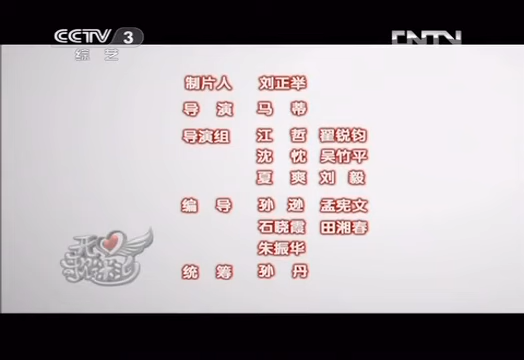 CCTV 3
综艺
CNTV
制片人 刘正举
导演 马蒂
导演组 江哲 翟锐钧
沈忱 吴竹平
夏爽 刘毅
编导 孙逊 孟宪文
石晓霞 田湘春
朱振华
统筹 孙丹